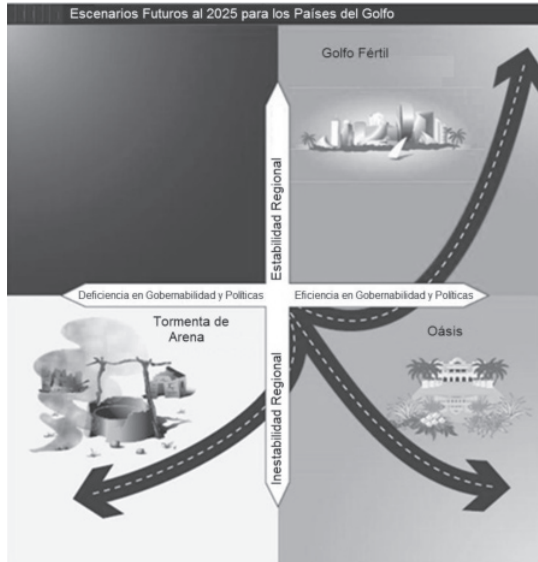 Escenarios Futuros al 2025 para los Países del Golfo
Golfo Fértil
Estabilidad Regional
Deficiencia en Gobernabilidad y Políticas
Eficiencia en Gobernabilidad y Políticas
Tormenta de
Arena
Oásis
Inestabilidad Regional